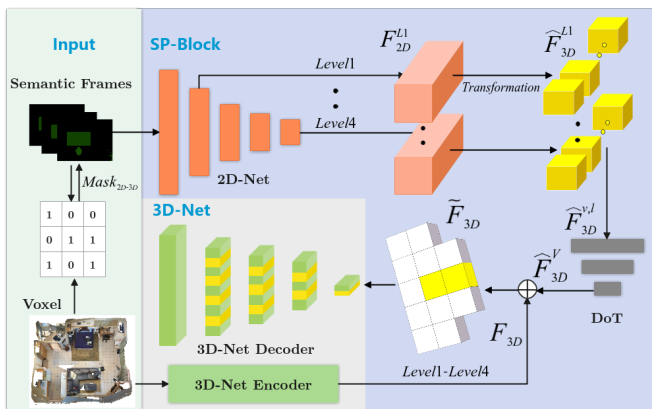 Input
SP-Block
Semantic Frames
Level1
Level4
2D-Net
F_{2D}^{L1}
Transformation
\widehat{F}_{3D}^{L1}
Mask_{2D-3D}
1 0 0
0 1 1
1 0 1
Voxel
3D-Net
3D-Net Decoder
3D-Net Encoder
\widetilde{F}_{3D}
\widehat{F}_{3D}^{v,l}
\widehat{F}_{3D}^{V}
DoT
F_{3D}
Level1-Level4